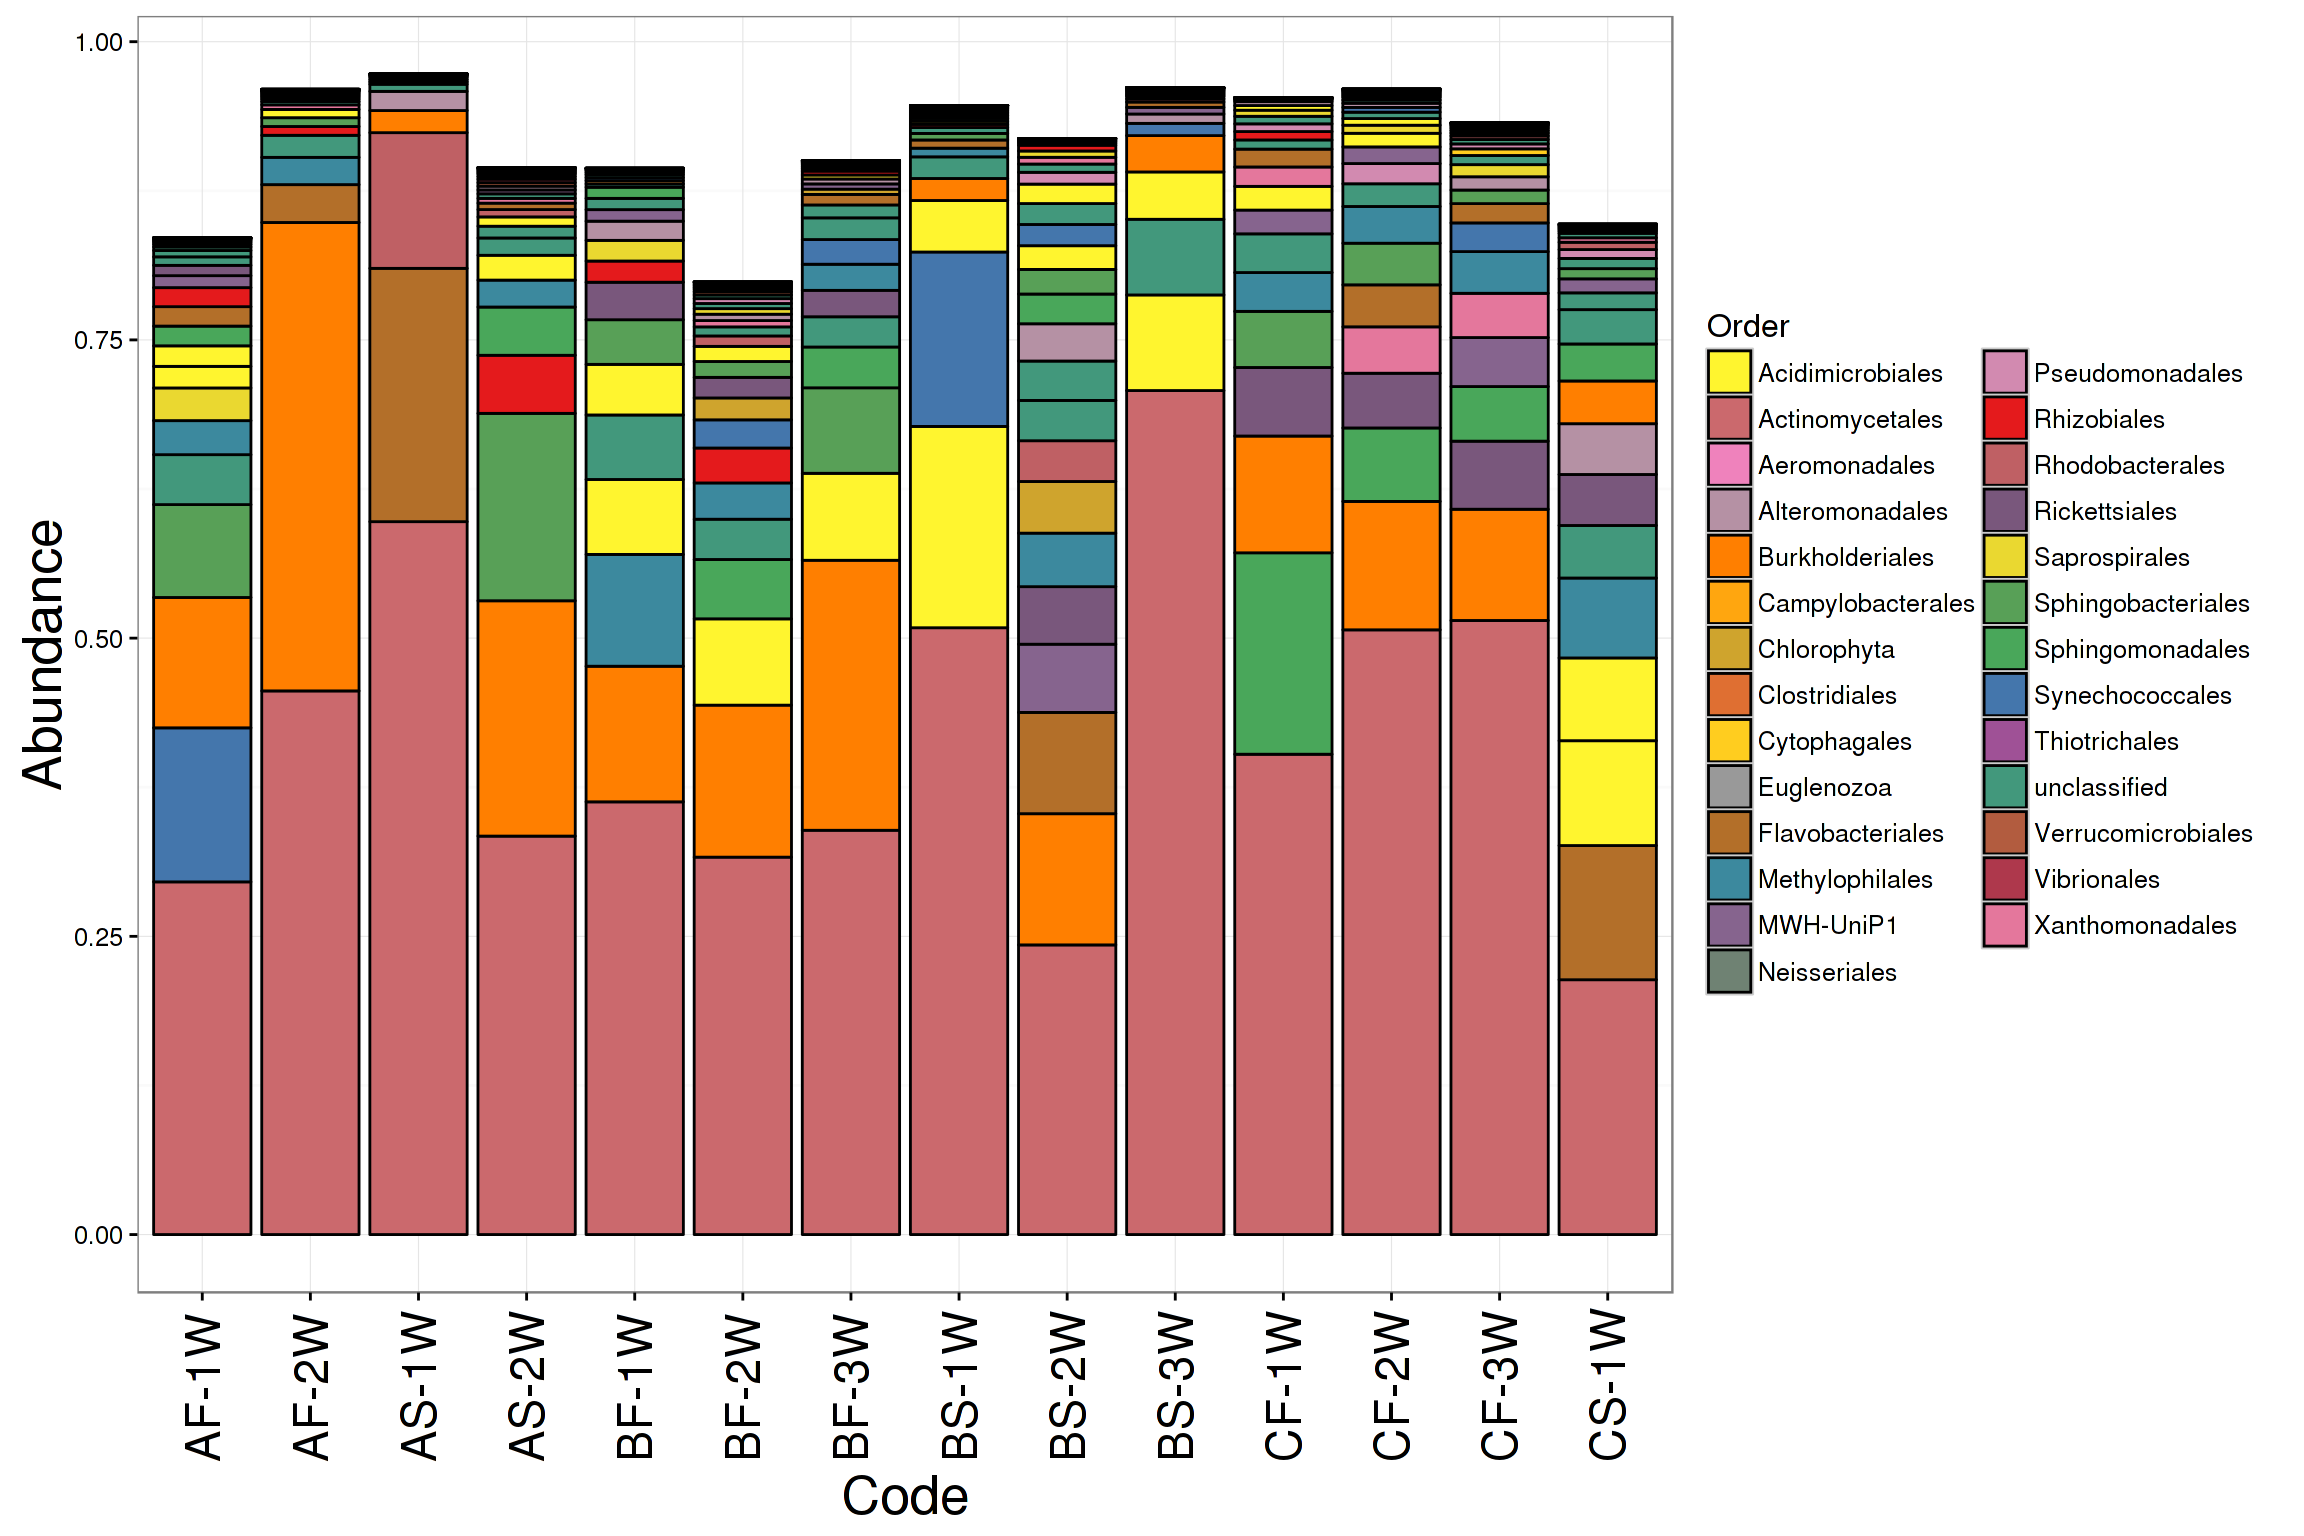 1.00
0.75
0.50
0.25
0.00
Abundance
AF-1W
AF-2W
AS-1W
AS-2W
BF-1W
BF-2W
BF-3W
BS-1W
BS-2W
BS-3W
CF-1W
CF-2W
CF-3W
CS-1W
Code
Order
Acidimicrobiales
Actinomycetales
Aeromonadales
Alteromonadales
Burkholderiales
Campylobacterales
Chlorophyta
Clostridiales
Cytophagales
Euglenozoa
Flavobacteriales
Methylophilales
MWH-UniP1
Neisseriales
Pseudomonadales
Rhizobiales
Rhodobacterales
Rickettsiales
Saprospirales
Sphingobacteriales
Sphingomonadales
Synechococcales
Thiotrichales
unclassified
Verrucomicrobiales
Vibrionales
Xanthomonadales